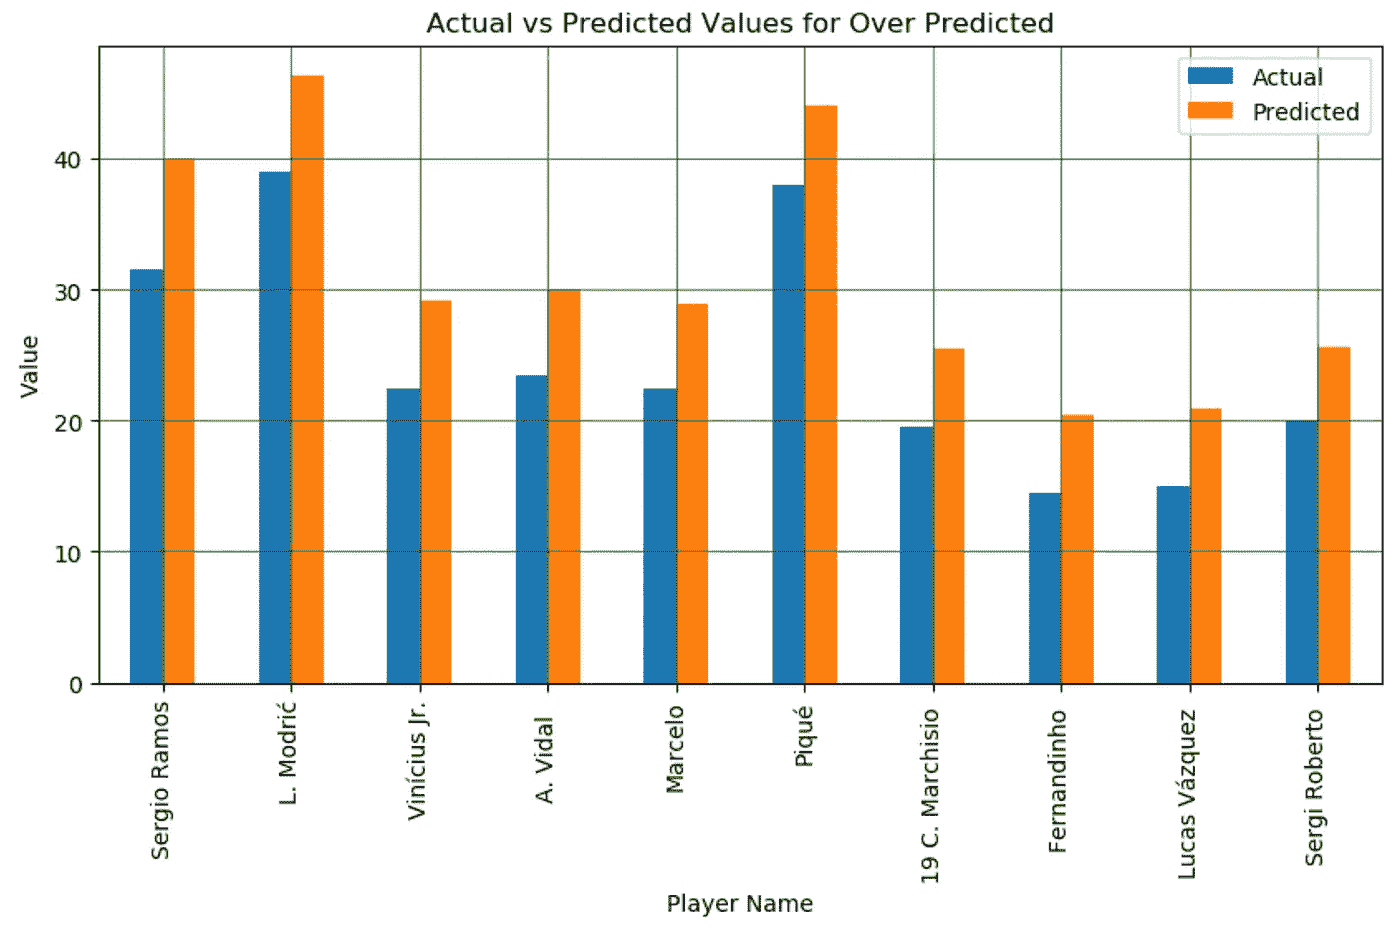 Actual vs Predicted Values for Over Predicted
Actual
Predicted
40
30
20
10
0
Value
Sergio Ramos
L. Modrić
Vinícius Jr.
A. Vidal
Marcelo
Piqué
19 C. Marchisio
Fernandinho
Lucas Vázquez
Sergi Roberto
Player Name